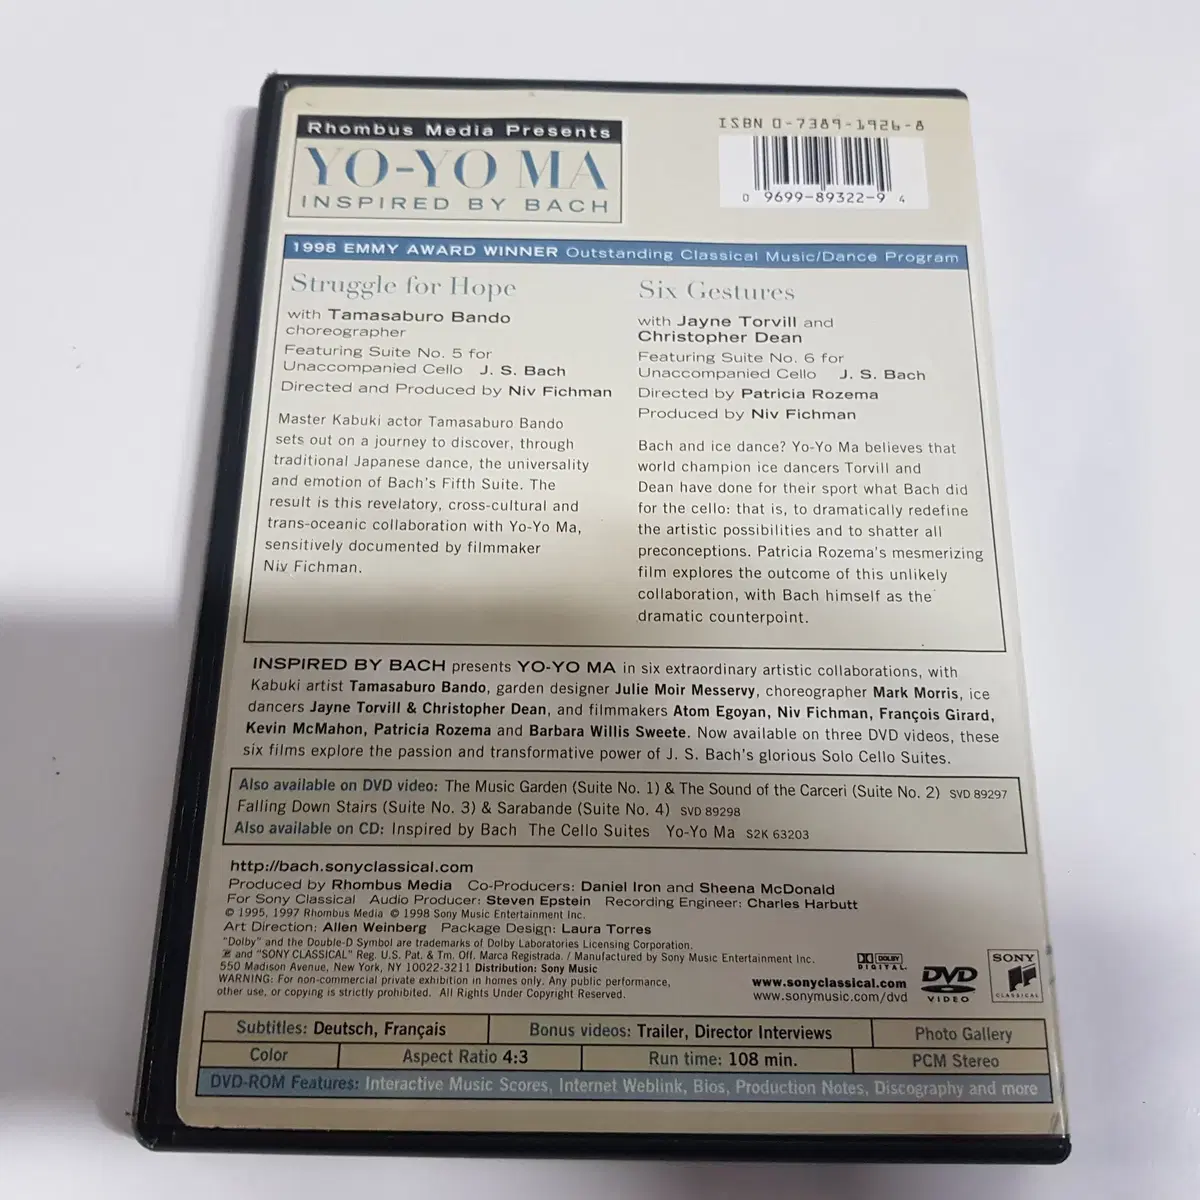 Rhombus Media Presents
YO-YO MA
INSPIRED BY BACH
ISBN 0-7389-1926-8
0 9699-89322-9 4
1998 EMMY AWARD WINNER Outstanding Classical Music/Dance Program
Struggle for Hope
with Tamasaburo Bando
choreographer
Featuring Suite No. 5 for
Unaccompanied Cello J. S. Bach
Directed and Produced by Niv Fichman
Master Kabuki actor Tamasaburo Bando
sets out on a journey to discover, through
traditional Japanese dance, the universality
and emotion of Bach's Fifth Suite. The
result is this revelatory, cross-cultural and
trans-oceanic collaboration with Yo-Yo Ma,
sensitively documented by filmmaker
Niv Fichman.
Six Gestures
with Jayne Torvill and
Christopher Dean
Featuring Suite No. 6 for
Unaccompanied Cello J. S. Bach
Directed by Patricia Rozema
Produced by Niv Fichman
Bach and ice dance? Yo-Yo Ma believes that
world champion ice dancers Torvill and
Dean have done for their sport what Bach did
for the cello: that is, to dramatically redefine
the artistic possibilities and to shatter all
preconceptions. Patricia Rozema's mesmerizing
film explores the outcome of this unlikely
collaboration, with Bach himself as the
dramatic counterpoint.
INSPIRED BY BACH presents YO-YO MA in six extraordinary artistic collaborations, with
Kabuki artist Tamasaburo Bando, garden designer Julie Moir Messervy, choreographer Mark Morris, ice
dancers Jayne Torvill & Christopher Dean, and filmmakers Atom Egoyan, Niv Fichman, François Girard,
Kevin McMahon, Patricia Rozema and Barbara Willis Sweete. Now available on three DVD videos, these
six films explore the passion and transformative power of J. S. Bach's glorious Solo Cello Suites.
Also available on DVD video: The Music Garden (Suite No. 1) & The Sound of the Carceri (Suite No. 2) SVD 89297
Falling Down Stairs (Suite No. 3) & Sarabande (Suite No. 4) SVD 89298
Also available on CD: Inspired by Bach The Cello Suites Yo-Yo Ma S2K 63203
http://bach.sonyclassical.com
Produced by Rhombus Media Co-Producers: Daniel Iron and Sheena McDonald
For Sony Classical Audio Producer: Steven Epstein Recording Engineer: Charles Harbutt
© 1995, 1997 Rhombus Media © 1998 Sony Music Entertainment Inc.
Art Direction: Allen Weinberg Package Design: Laura Torres
"Dolby" and the Double-D Symbol are trademarks of Dolby Laboratories Licensing Corporation.
and "SONY CLASSICAL" Reg. U.S. Pat. & Tm. Off. Marca Registrada. / Manufactured by Sony Music Entertainment Inc.
550 Madison Avenue, New York, NY 10022-3211 Distribution: Sony Music
WARNING: For non-commercial private exhibition in homes only. Any public performance,
other use, or copying is strictly prohibited. All Rights Under Copyright Reserved.
www.sonyclassical.com
www.sonymusic.com/dvd
DOLBY
DIGITAL
DVD
VIDEO
SONY
CLASSICAL
Subtitles: Deutsch, Français
Bonus videos: Trailer, Director Interviews
Photo Gallery
Color
Aspect Ratio 4:3
Run time: 108 min.
PCM Stereo
DVD-ROM Features: Interactive Music Scores, Internet Weblink, Bios, Production Notes, Discography and more